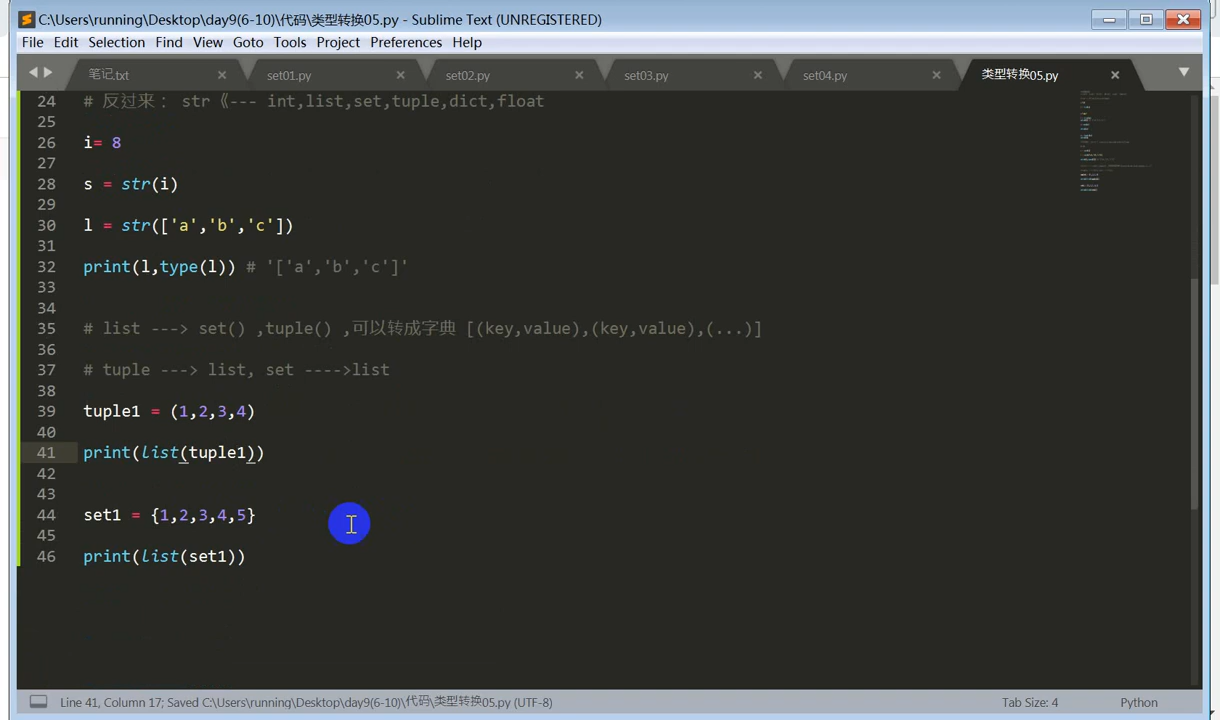 C:\Users\running\Desktop\day9(6-10)\代码\类型转换05.py - Sublime Text (UNREGISTERED)
File Edit Selection Find View Goto Tools Project Preferences Help
笔记.txt set01.py set02.py set03.py set04.py 类型转换05.py
24 # 反过来： str 《--- int,list,set,tuple,dict,float
25
26 i= 8
27
28 s = str(i)
29
30 l = str(['a','b','c'])
31
32 print(l,type(l)) # '['a','b','c']'
33
34
35 # list ---> set() ,tuple() ,可以转成字典 [(key,value),(key,value),(...)]
36
37 # tuple ---> list, set ---->list
38
39 tuple1 = (1,2,3,4)
40
41 print(list(tuple1))
42
43
44 set1 = {1,2,3,4,5}
45
46 print(list(set1))
Line 41, Column 17; Saved C:\Users\running\Desktop\day9(6-10)\代码\类型转换05.py (UTF-8) Tab Size: 4 Python